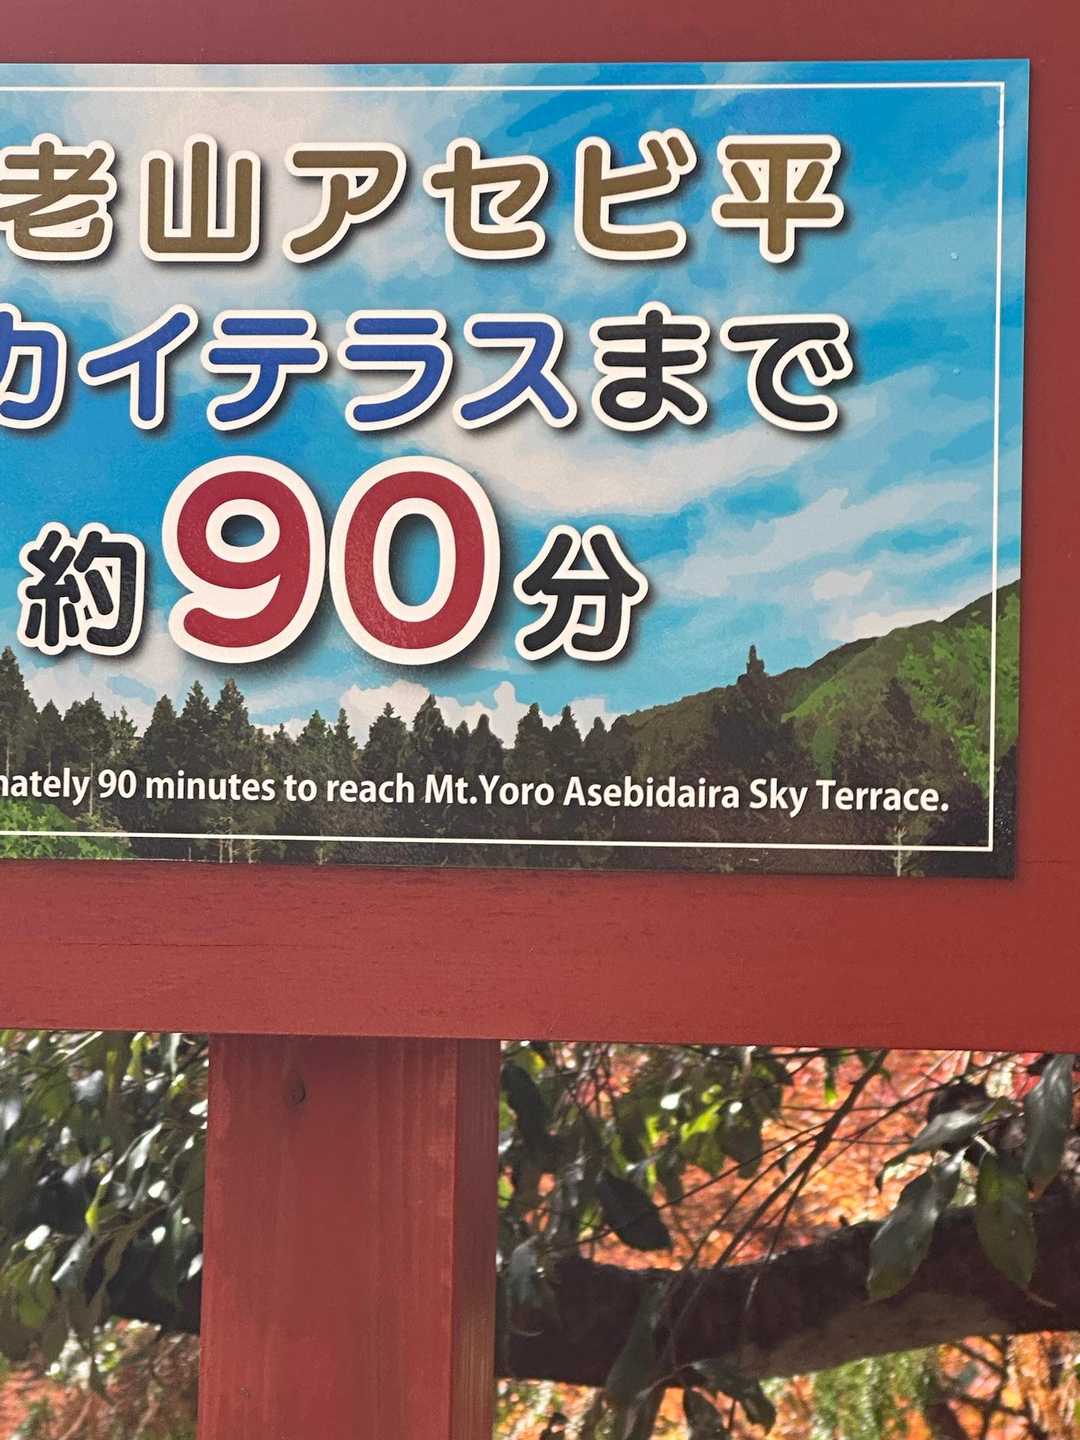 老山アセビ平
カイテラスまで
約90分
mately 90 minutes to reach Mt.Yoro Asebidaira Sky Terrace.